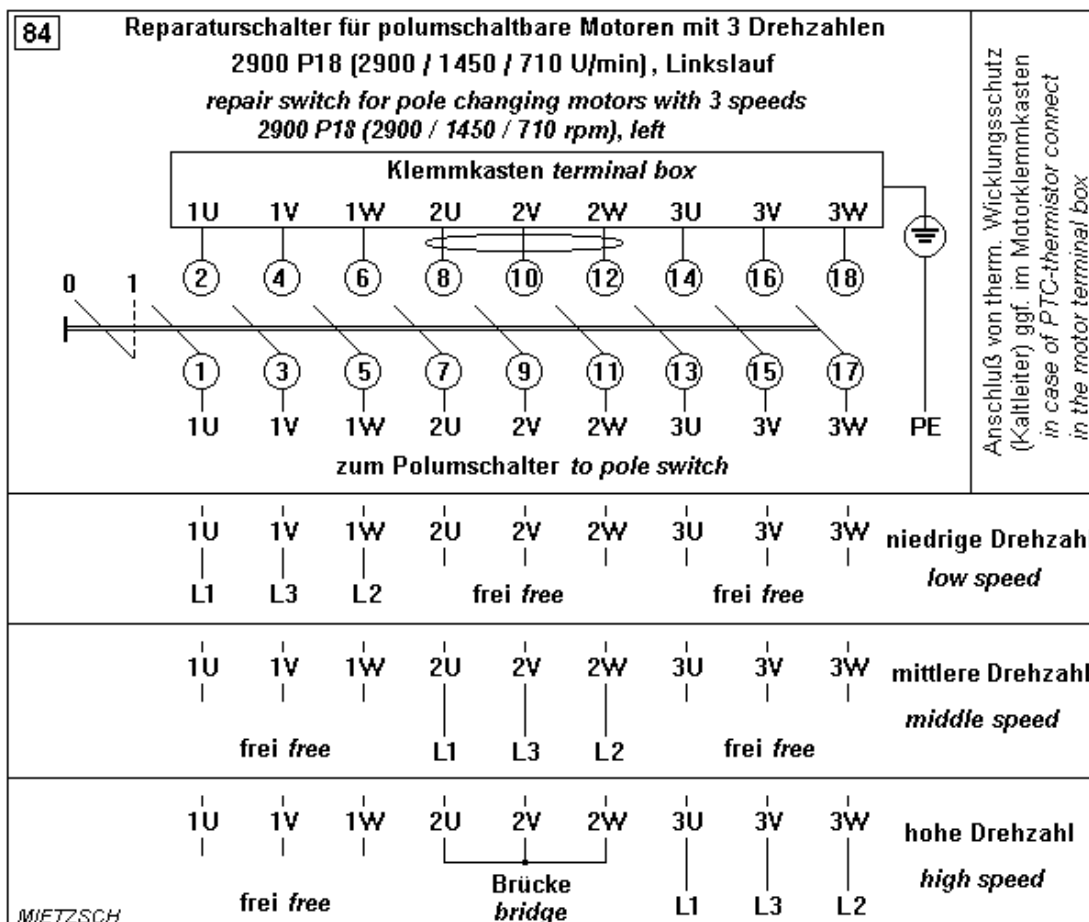 84
Reparaturschalter für polumschaltbare Motoren mit 3 Drehzahlen
2900 P18 (2900 / 1450 / 710 U/min), Linkslauf
repair switch for pole changing motors with 3 speeds
2900 P18 (2900 / 1450 / 710 rpm), left
Klemmkasten terminal box
1U 1V 1W 2U 2V 2W 3U 3V 3W
2 4 6 8 10 12 14 16 18
0 1
1 3 5 7 9 11 13 15 17
1U 1V 1W 2U 2V 2W 3U 3V 3W PE
zum Polumschalter to pole switch
Anschluß von therm. Wicklungsschutz
(Kaltleiter) ggf. im Motorklemmkasten
in case of PTC-thermistor connect
in the motor terminal box
1U 1V 1W 2U 2V 2W 3U 3V 3W niedrige Drehzahl
low speed
L1 L3 L2 frei free frei free
1U 1V 1W 2U 2V 2W 3U 3V 3W mittlere Drehzahl
middle speed
frei free L1 L3 L2 frei free
1U 1V 1W 2U 2V 2W 3U 3V 3W hohe Drehzahl
high speed
frei free Brücke bridge L1 L3 L2
MIETZSCH